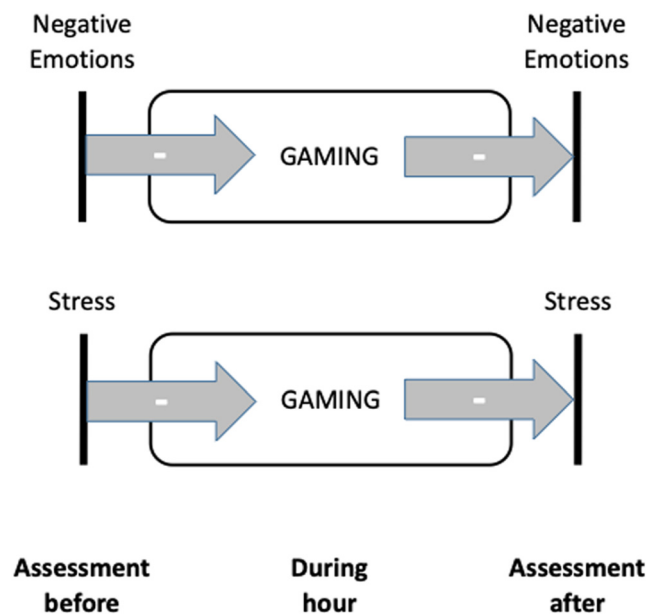 Negative
Emotions
Negative
Emotions
-
GAMING
-
Stress
Stress
-
GAMING
-
Assessment
before
During
hour
Assessment
after